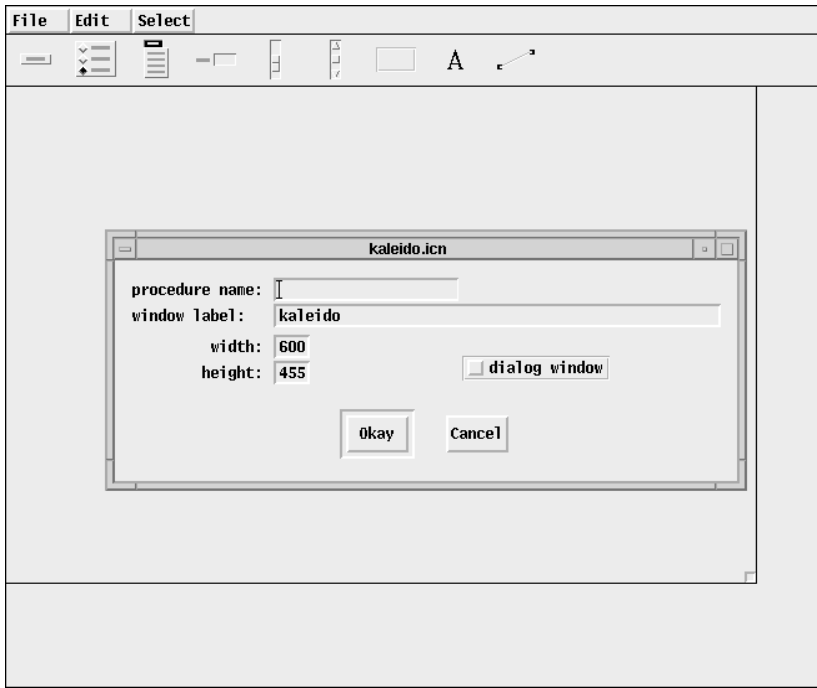 File Edit Select
A
kaleido.icn
procedure name:
window label: kaleido
width: 600
height: 455
dialog window
Okay Cancel